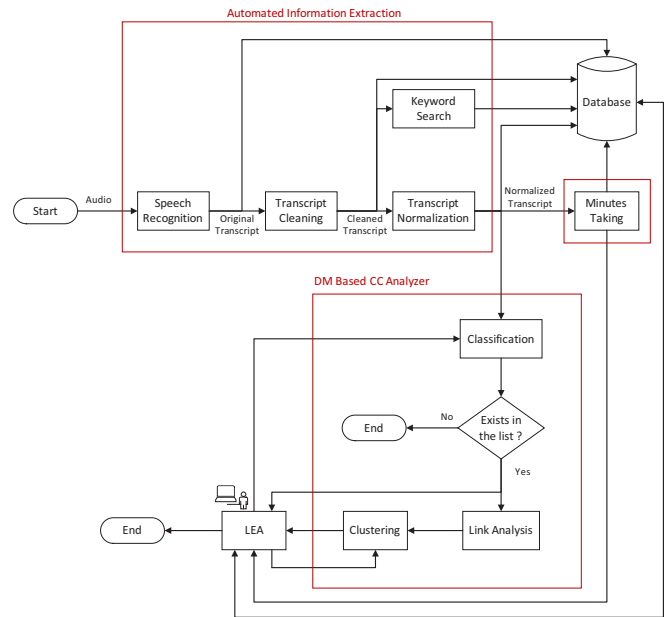 Automated Information Extraction
Keyword
Search
Database
Start
Audio
Speech
Recognition
Original
Transcript
Transcript
Cleaning
Cleaned
Transcript
Transcript
Normalization
Normalized
Transcript
Minutes
Taking
DM Based CC Analyzer
Classification
Exists in
the list ?
No
End
Yes
End
LEA
Clustering
Link Analysis